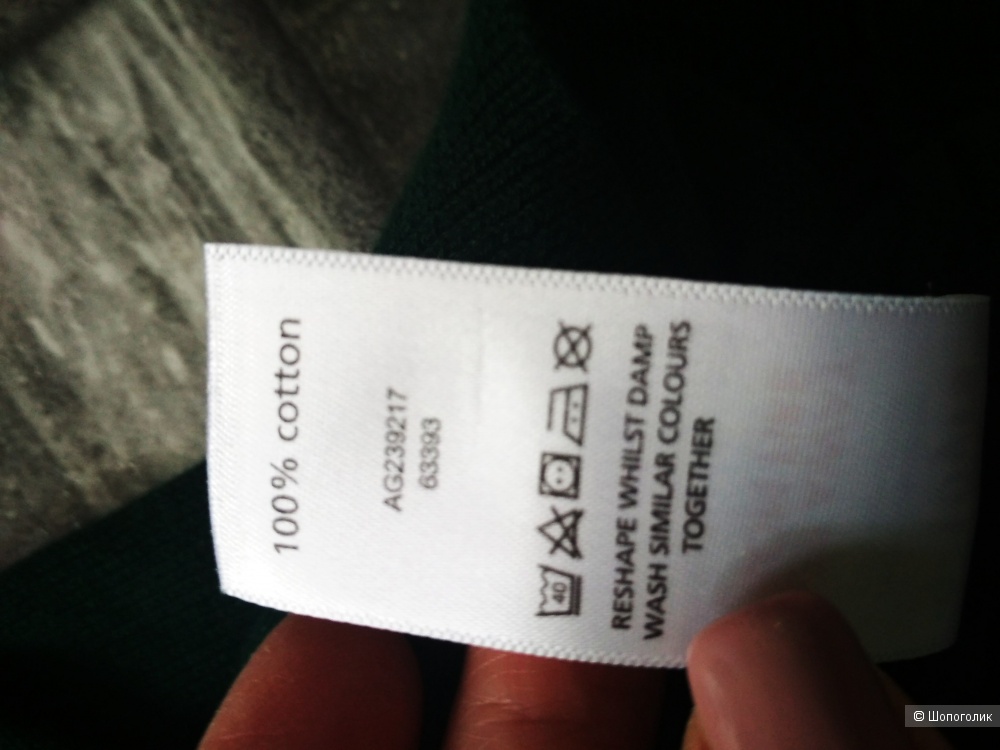 100% cotton
AG239217
63393
40
RESHAPE WHILST DAMP
WASH SIMILAR COLOURS
TOGETHER
© Шопоголик